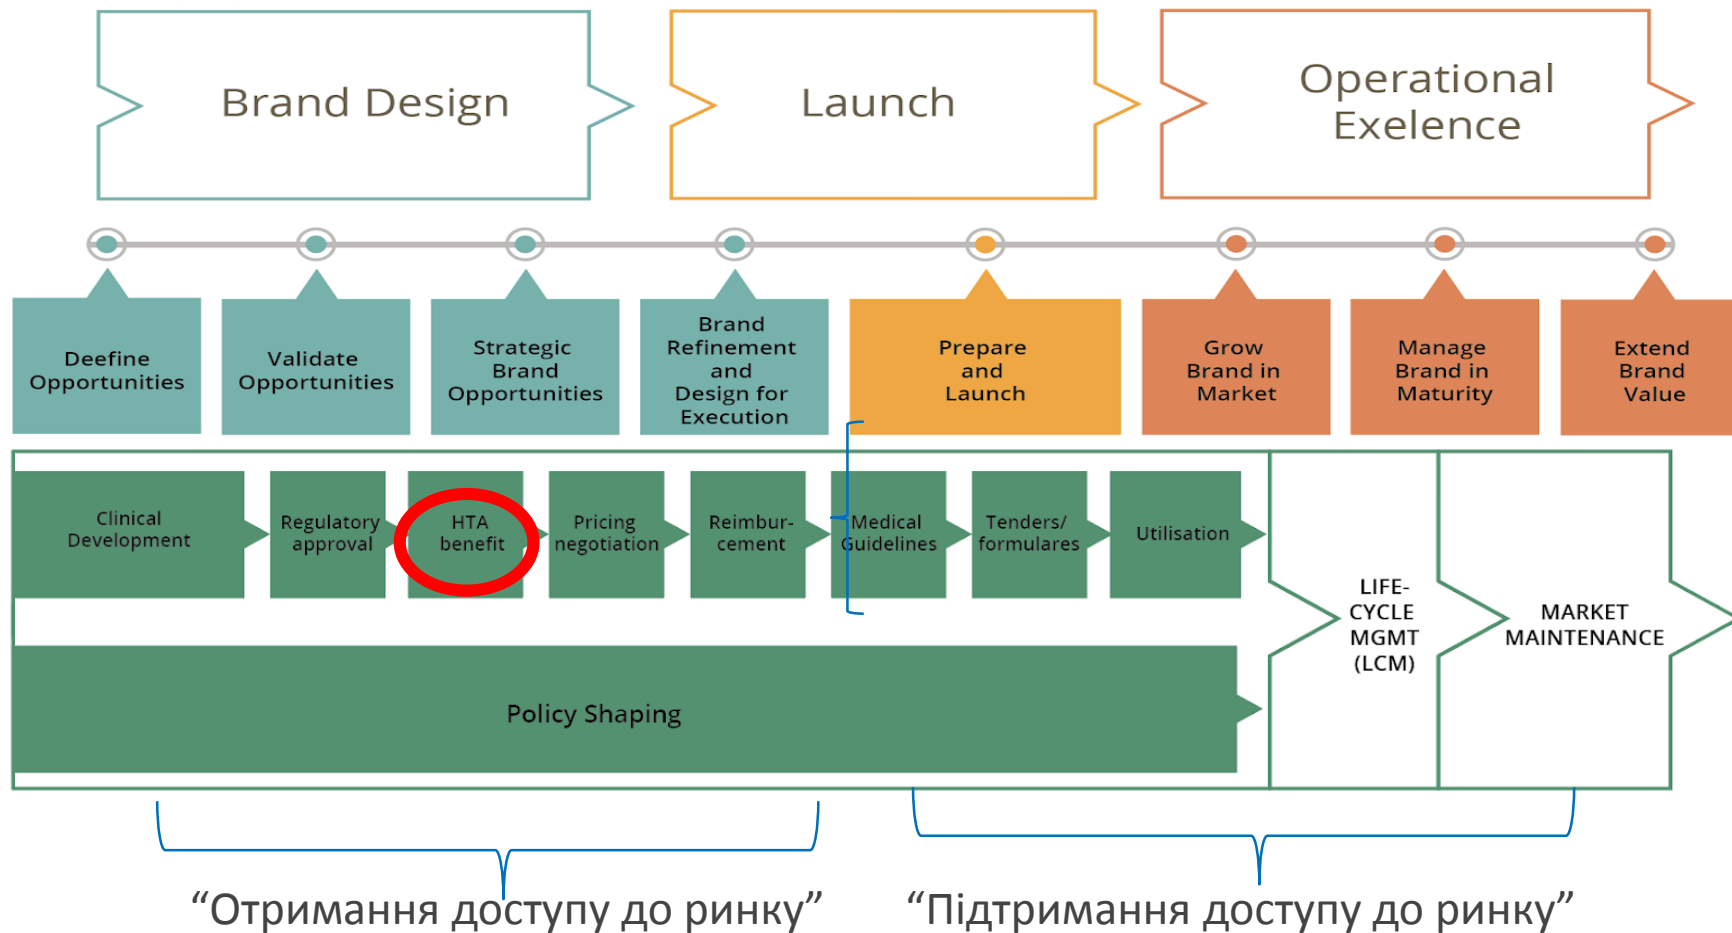 Brand Design
Launch
Operational
Exelence
Deefine
Opportunities
Validate
Opportunities
Strategic
Brand
Opportunities
Brand
Refinement
and
Design for
Execution
Prepare
and
Launch
Grow
Brand in
Market
Manage
Brand in
Maturity
Extend
Brand
Value
Clinical
Development
Regulatory
approval
HTA
benefit
Pricing
negotiation
Reimbur-
cement
Medical
Guidelines
Tenders/
formulares
Utilisation
LIFE-
CYCLE
MGMT
(LCM)
MARKET
MAINTENANCE
Policy Shaping
“Отримання доступу до ринку”
“Підтримання доступу до ринку”